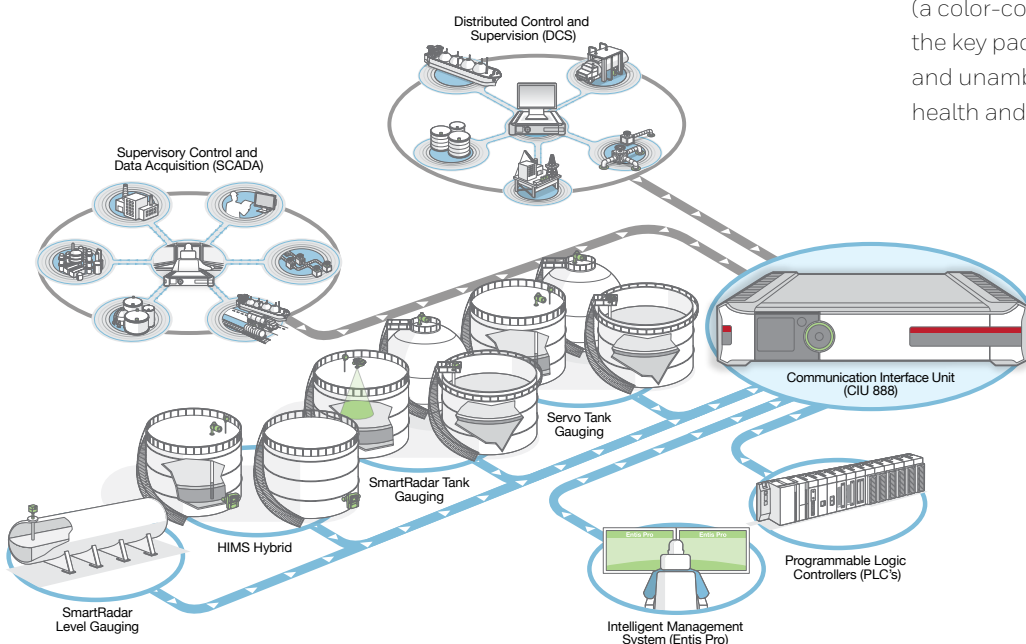 (a color-co
the key pad
and unamb
health and
Distributed Control and
Supervision (DCS)
Supervisory Control and
Data Acquisition (SCADA)
Communication Interface Unit
(CIU 888)
Servo Tank
Gauging
SmartRadar Tank
Gauging
HIMS Hybrid
SmartRadar
Level Gauging
Entis Pro
Entis Pro
Intelligent Management
System (Entis Pro)
Programmable Logic
Controllers (PLC's)